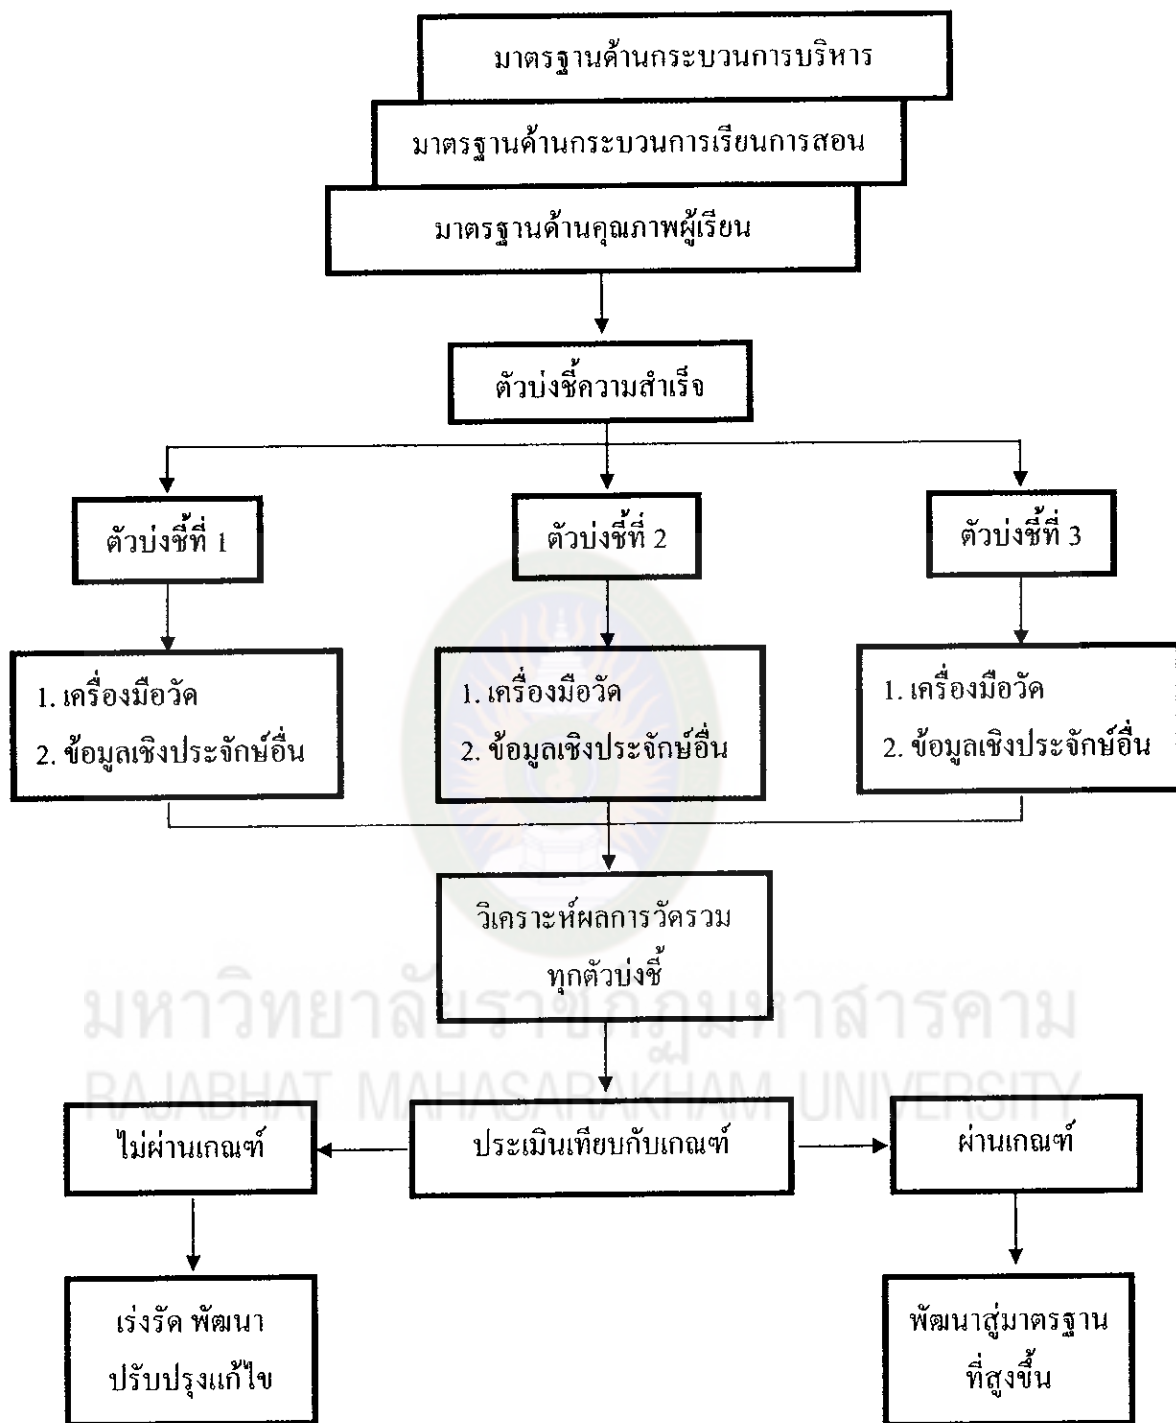 มาตรฐานด้านกระบวนการบริหาร
มาตรฐานด้านกระบวนการเรียนการสอน
มาตรฐานด้านคุณภาพผู้เรียน
ตัวบ่งชี้ความสำเร็จ
ตัวบ่งชี้ที่ 1
ตัวบ่งชี้ที่ 2
ตัวบ่งชี้ที่ 3
1. เครื่องมือวัด
2. ข้อมูลเชิงประจักษ์อื่น
1. เครื่องมือวัด
2. ข้อมูลเชิงประจักษ์อื่น
1. เครื่องมือวัด
2. ข้อมูลเชิงประจักษ์อื่น
วิเคราะห์ผลการวัดรวม
ทุกตัวบ่งชี้
มหาวิทยาลัยราชภัฏมหาสารคาม
RAJABHAT MAHASARAKHAM UNIVERSITY
ไม่ผ่านเกณฑ์
ประเมินเทียบกับเกณฑ์
ผ่านเกณฑ์
เร่งรัด พัฒนา
ปรับปรุงแก้ไข
พัฒนาสู่มาตรฐาน
ที่สูงขึ้น